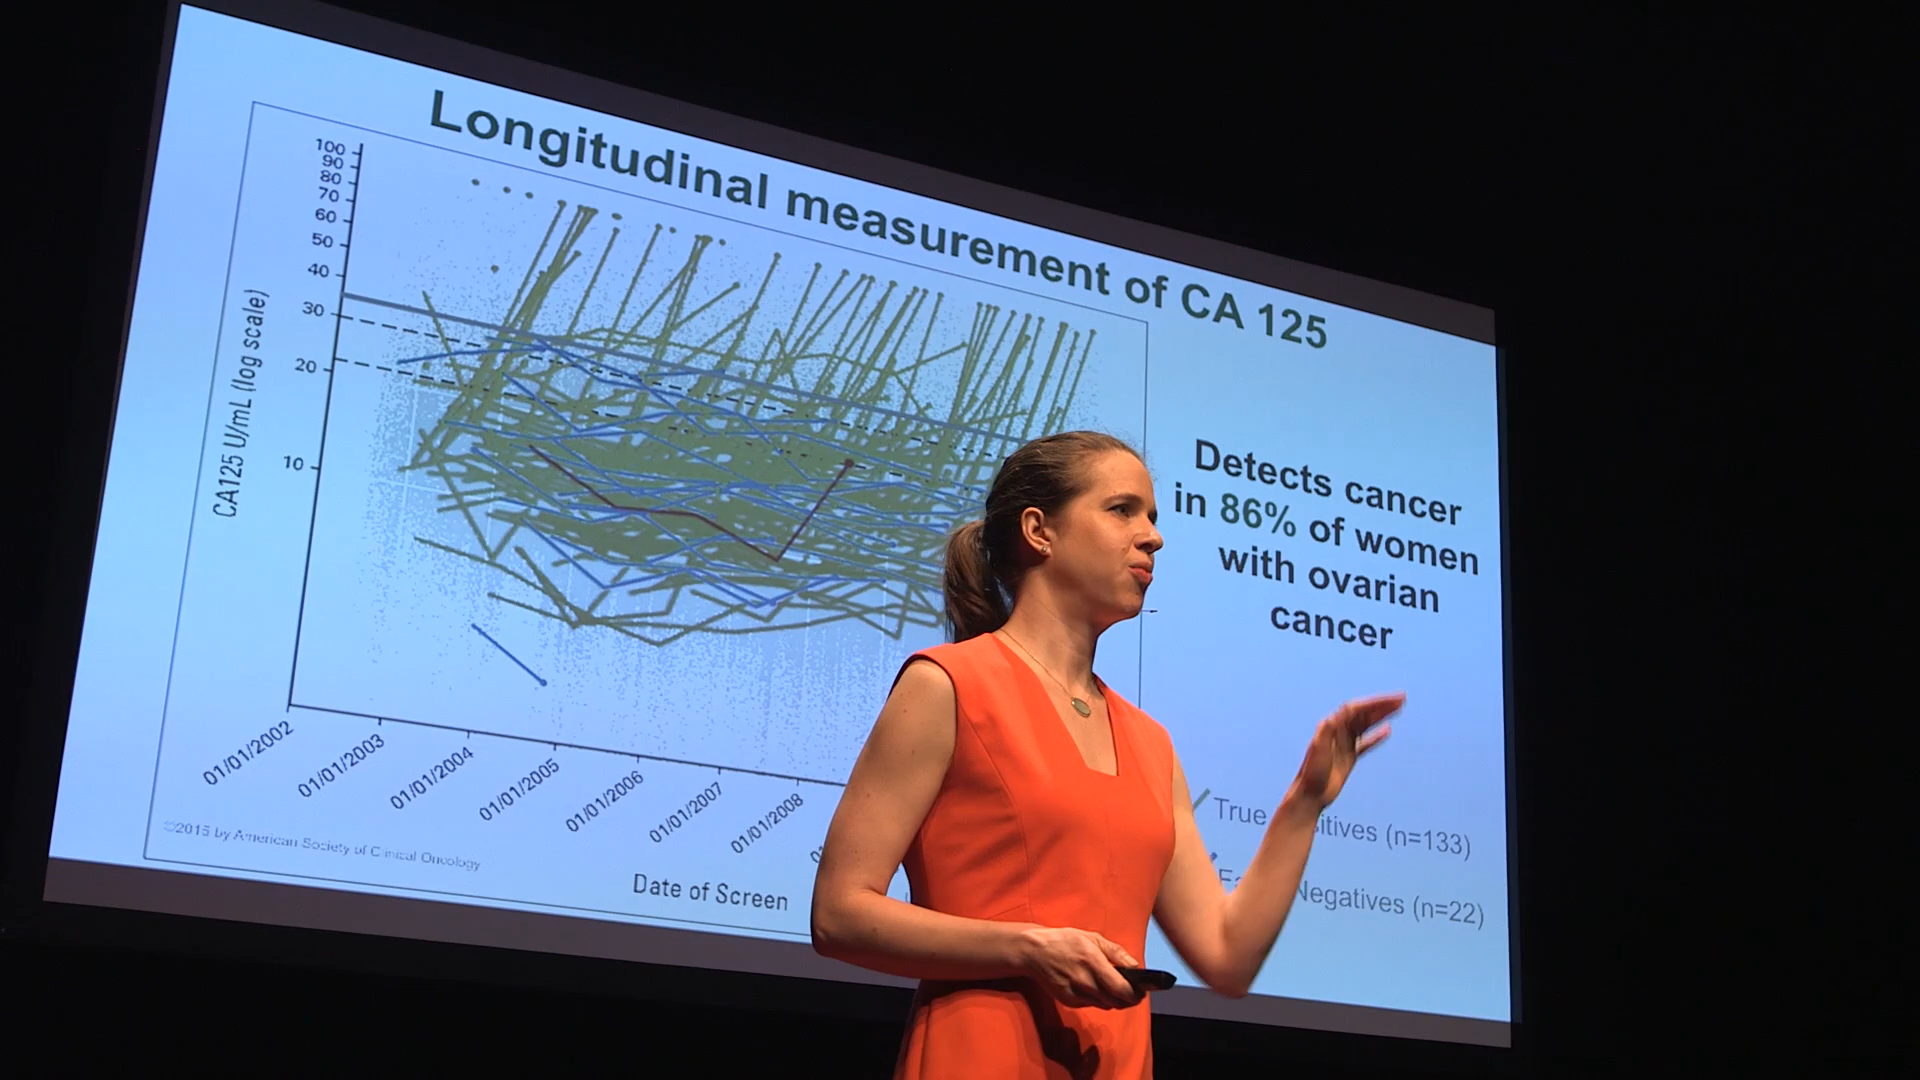 Longitudinal measurement of CA 125
100
90
80
70
60
50
40
30
20
10
CA125 U/mL (log scale)
01/01/2002
01/01/2003
01/01/2004
01/01/2005
01/01/2006
01/01/2007
01/01/2008
Date of Screen
©2015 by American Society of Clinical Oncology
Detects cancer
in 86% of women
with ovarian
cancer
True (n=133)
Negatives (n=22)